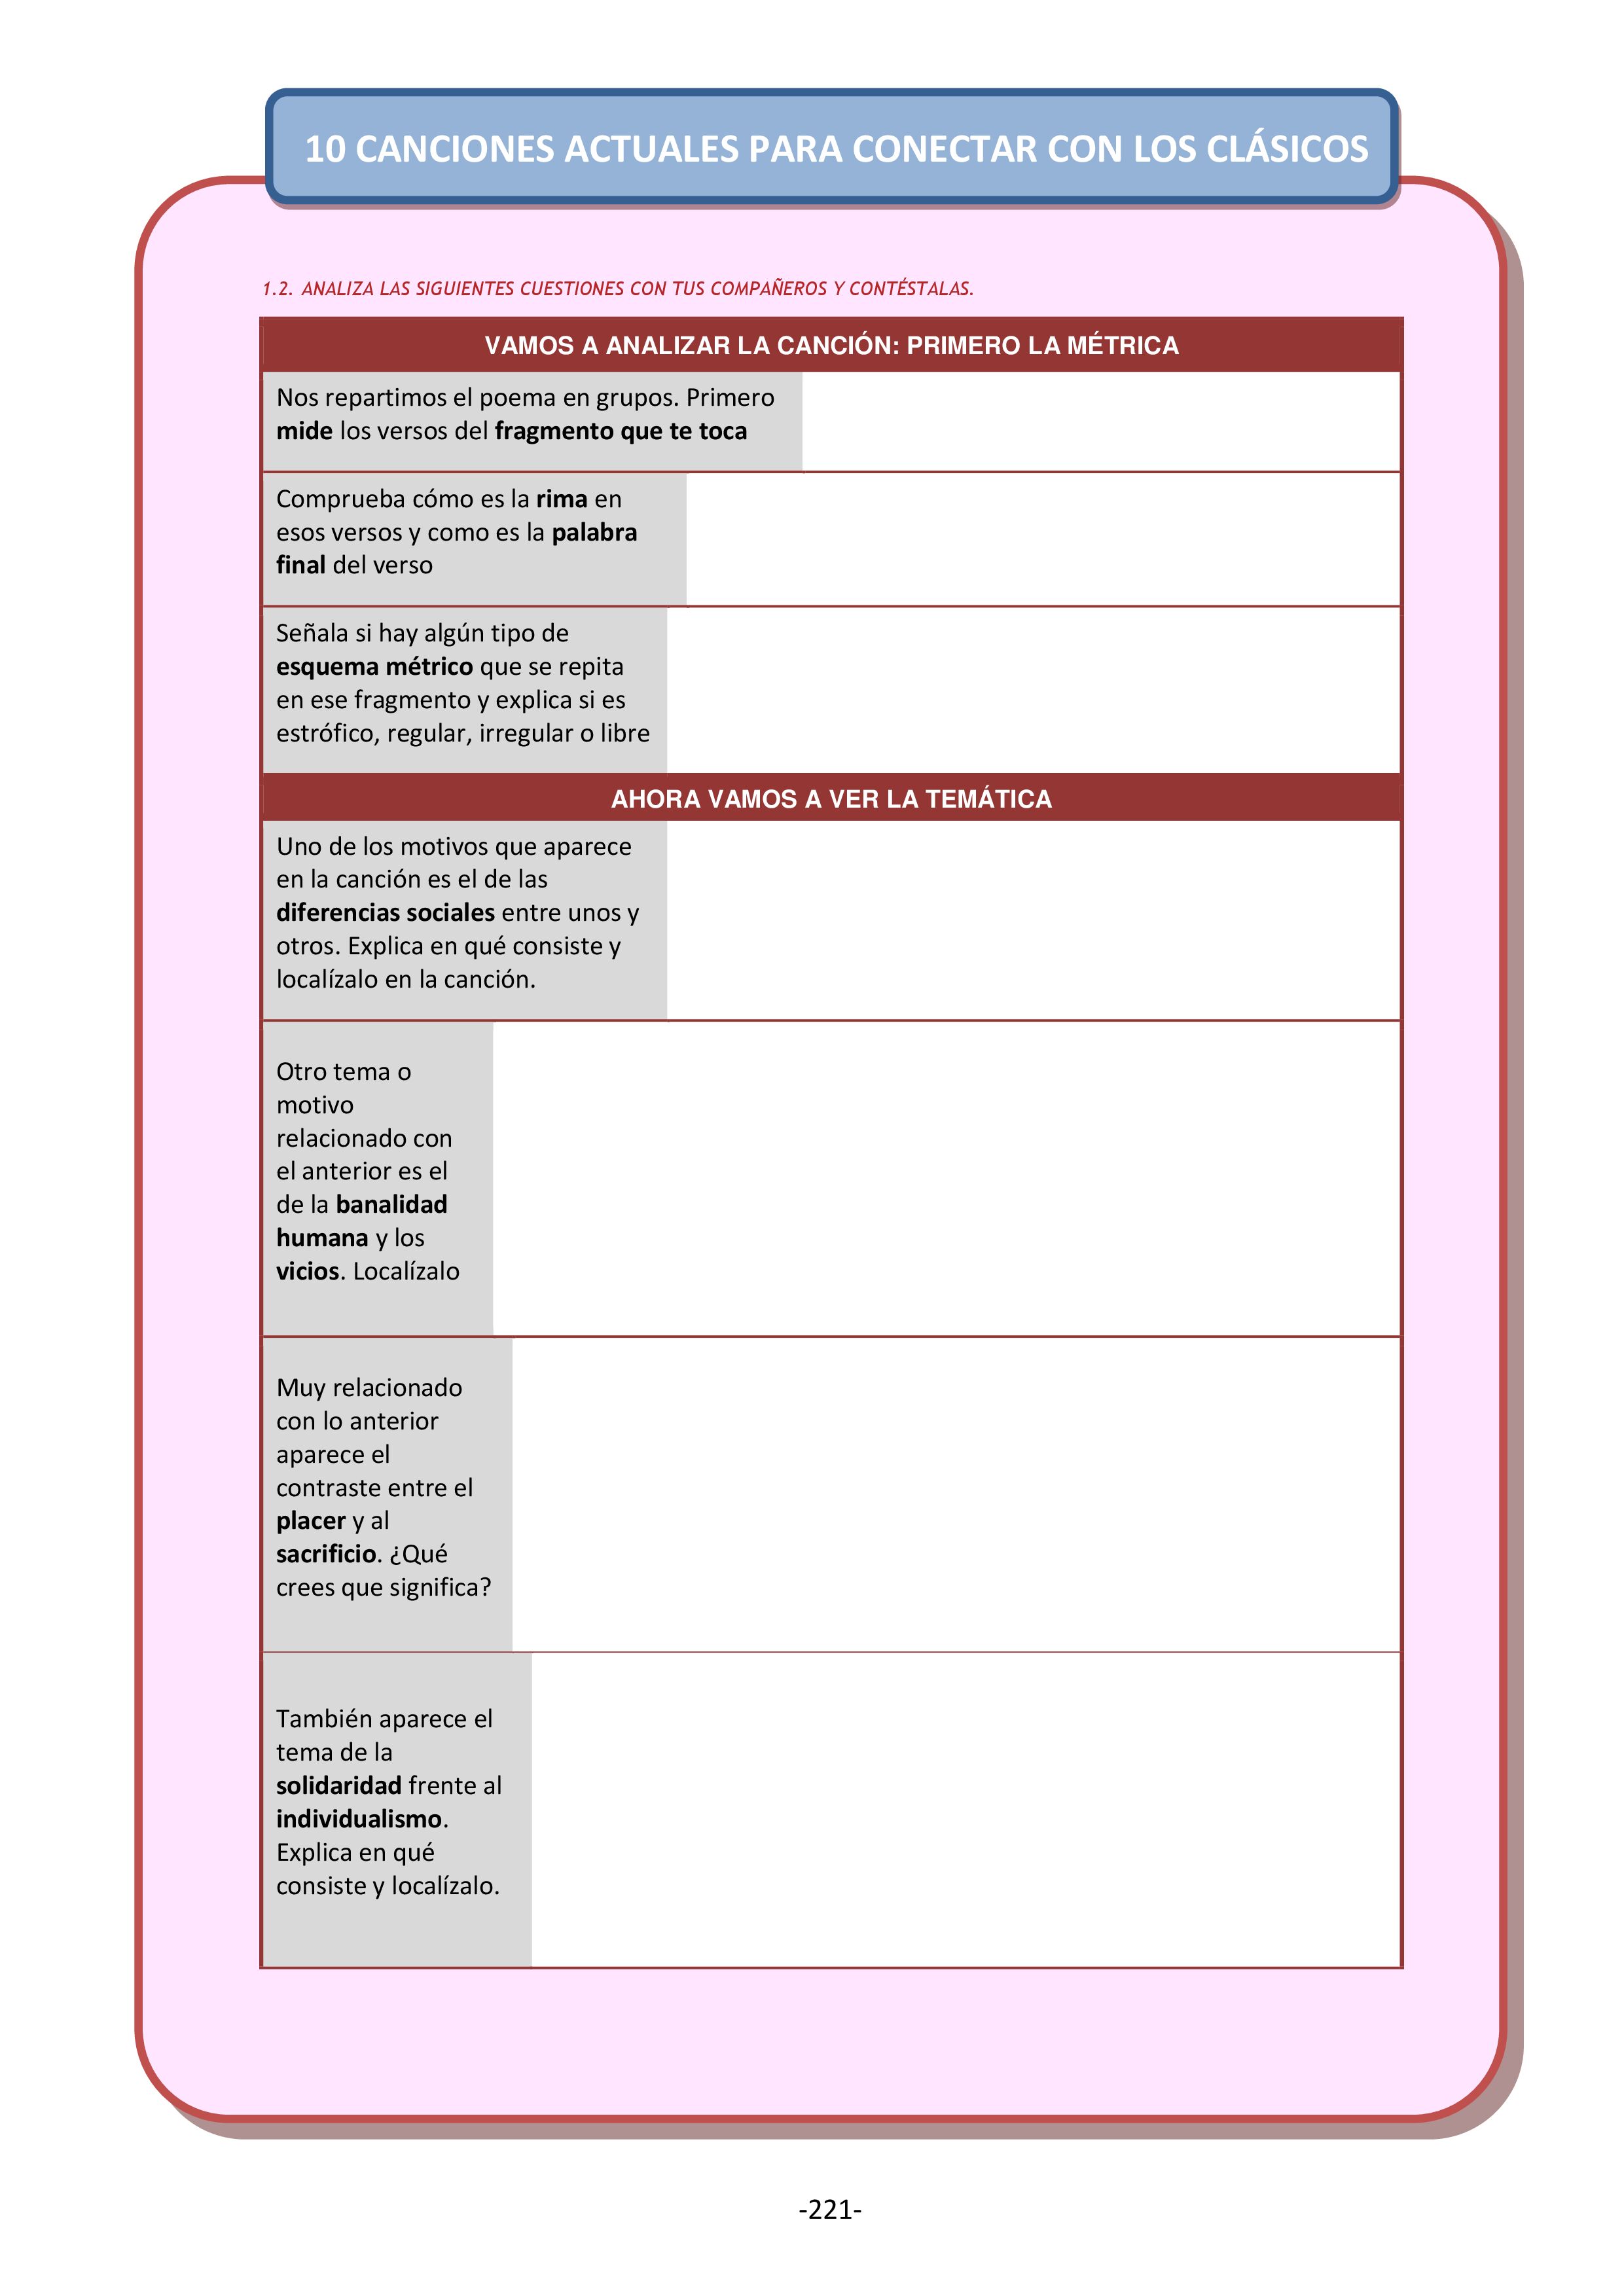 10 CANCIONES ACTUALES PARA CONECTAR CON LOS CLÁSICOS
1.2. ANALIZA LAS SIGUIENTES CUESTIONES CON TUS COMPAÑEROS Y CONTÉSTALAS.
VAMOS A ANALIZAR LA CANCIÓN: PRIMERO LA MÉTRICA
Nos repartimos el poema en grupos. Primero
mide los versos del fragmento que te toca
Comprueba cómo es la rima en
esos versos y como es la palabra
final del verso
Señala si hay algún tipo de
esquema métrico que se repita
en ese fragmento y explica si es
estrófico, regular, irregular o libre
AHORA VAMOS A VER LA TEMÁTICA
Uno de los motivos que aparece
en la canción es el de las
diferencias sociales entre unos y
otros. Explica en qué consiste y
localízalo en la canción.
Otro tema o
motivo
relacionado con
el anterior es el
de la banalidad
humana y los
vicios. Localízalo
Muy relacionado
con lo anterior
aparece el
contraste entre el
placer y al
sacrificio. ¿Qué
crees que significa?
También aparece el
tema de la
solidaridad frente al
individualismo.
Explica en qué
consiste y localízalo.
-221-